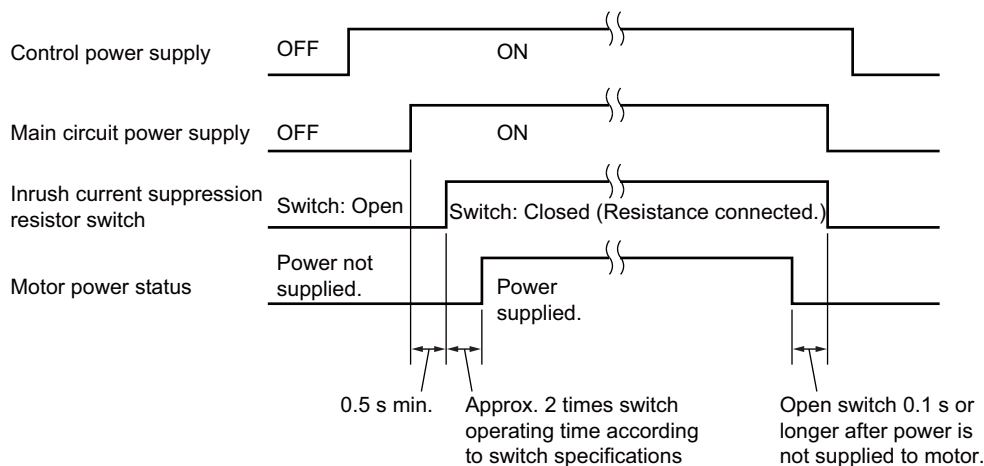 Control power supply
OFF
ON
Main circuit power supply
OFF
ON
Inrush current suppression
resistor switch
Switch: Open
Switch: Closed (Resistance connected.)
Motor power status
Power not
supplied.
Power
supplied.
0.5 s min.
Approx. 2 times switch
operating time according
to switch specifications
Open switch 0.1 s or
longer after power is
not supplied to motor.